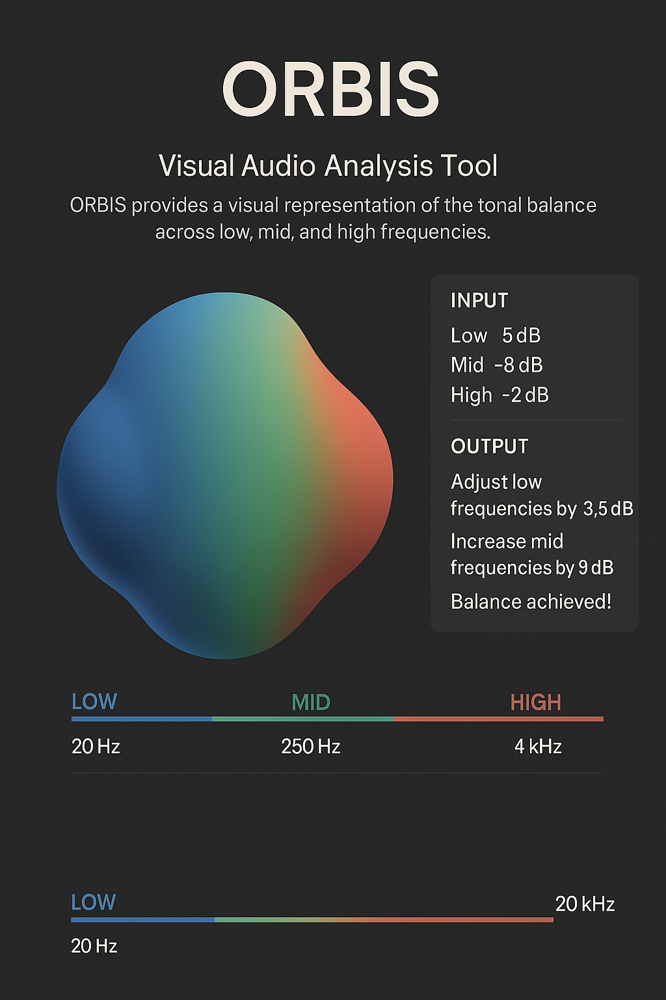 ORBIS
Visual Audio Analysis Tool
ORBIS provides a visual representation of the tonal balance
across low, mid, and high frequencies.
INPUT
Low 5 dB
Mid -8 dB
High -2 dB
OUTPUT
Adjust low
frequencies by 3,5 dB
Increase mid
frequencies by 9 dB
Balance achieved!
LOW MID HIGH
20 Hz 250 Hz 4 kHz
LOW 20 kHz
20 Hz